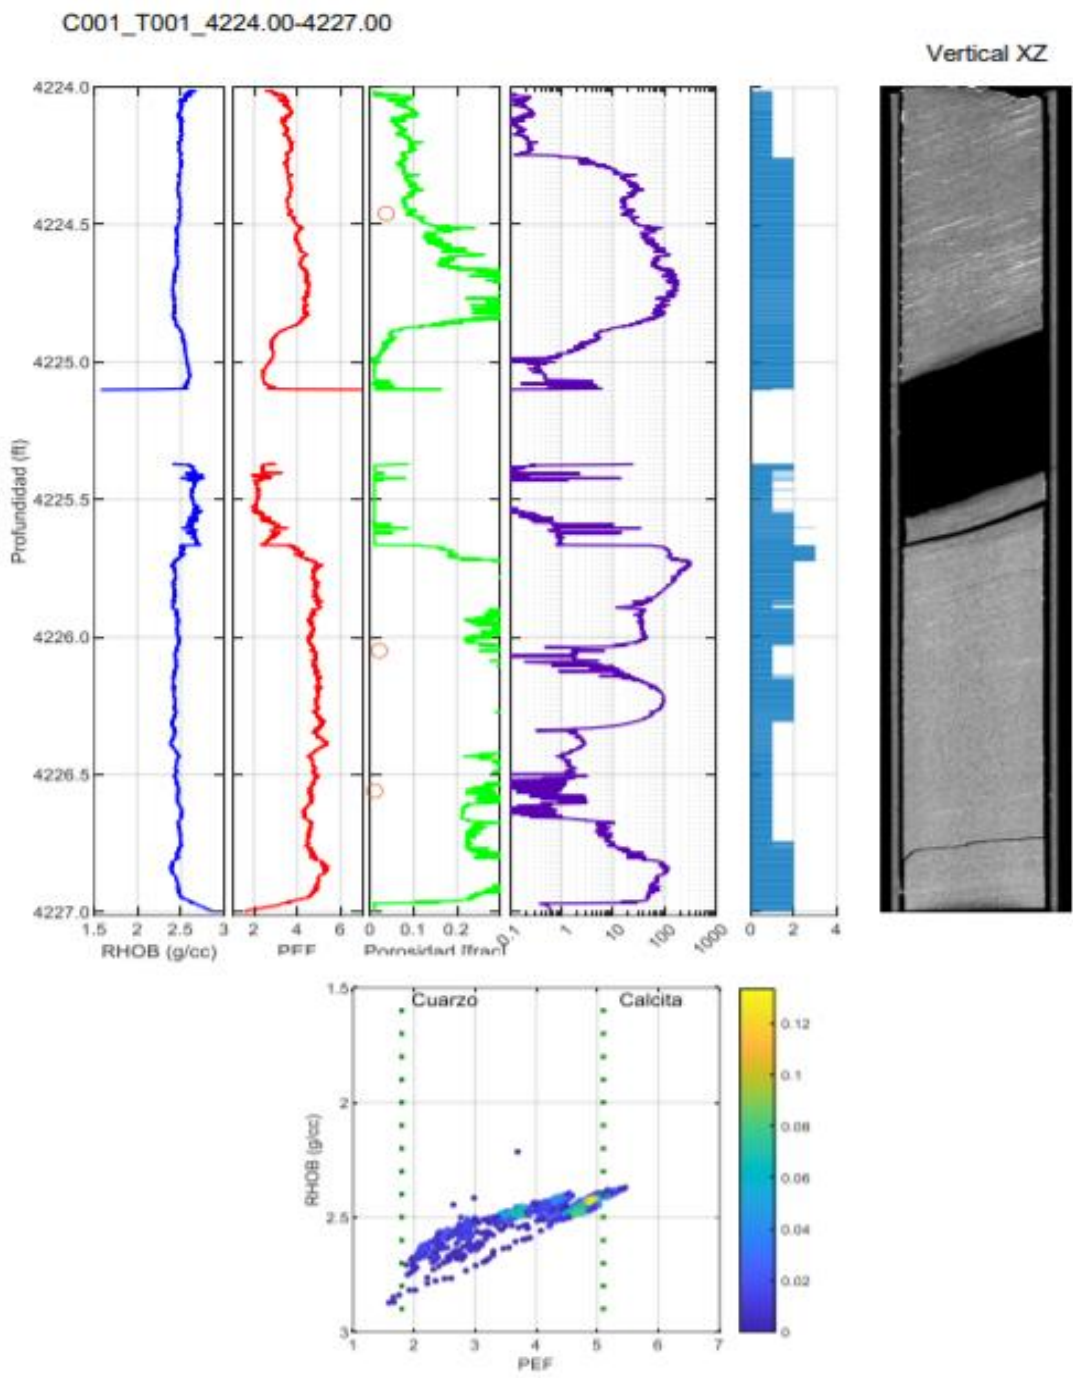 C001_T001_4224.00-4227.00
Vertical XZ
4224.0
4224.5
4225.0
4225.5
4226.0
4226.5
4227.0
Profundidad (ft)
1.5 2 2.5 3
RHOB (g/cc)
2 4 6
PEF
0 0.1 0.2
Porosidad [frac]
0.1 1 10 100 1000
0 2 4
Cuarzo Calcita
1.5
2
2.5
3
RHOB (g/cc)
1 2 3 4 5 6 7
PEF
0.12
0.1
0.08
0.06
0.04
0.02
0